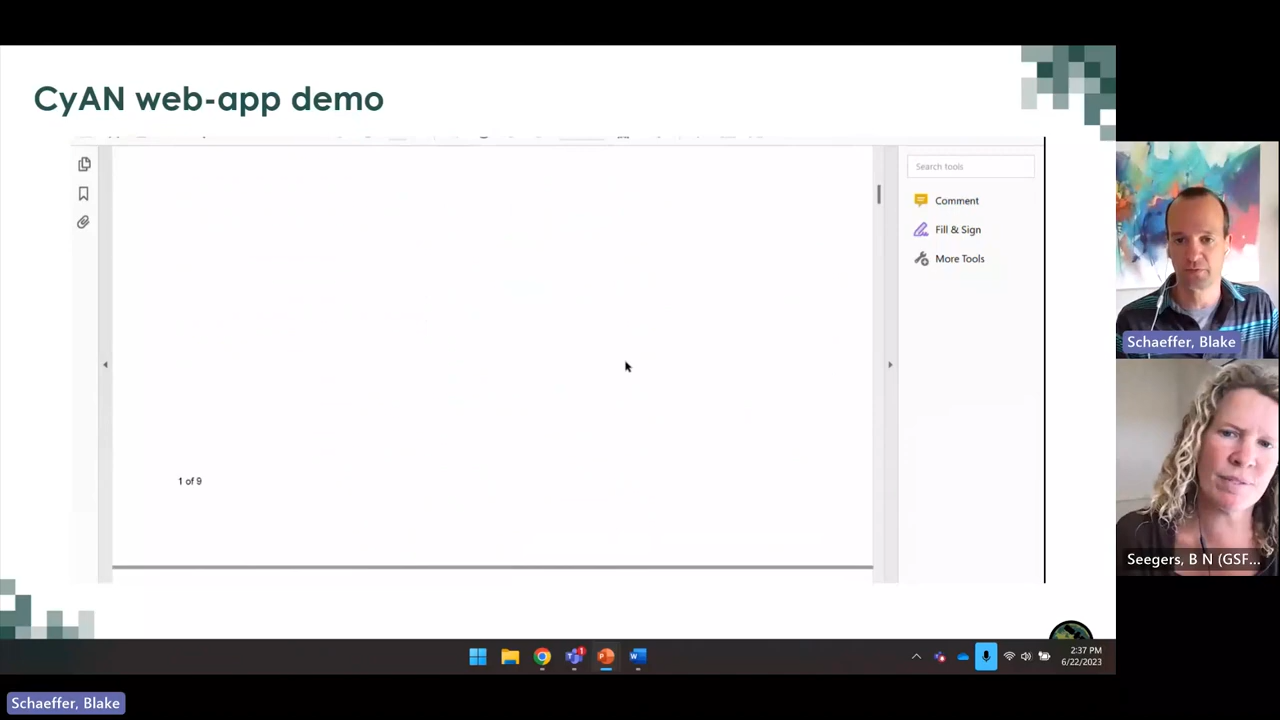 CyAN web-app demo
Search tools
Comment
Fill & Sign
More Tools
1 of 9
Schaeffer, Blake
Seegers, B N (GSF...
2:37 PM
6/22/2023
Schaeffer, Blake